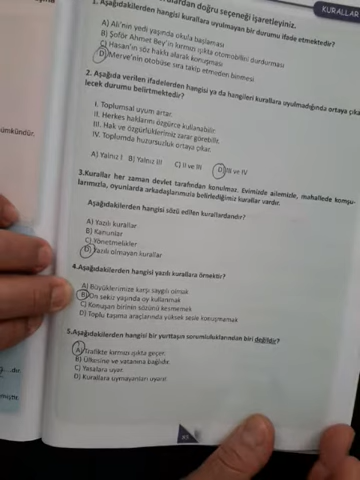 KURALLAR
doğru seçeneği işaretleyiniz.
1. Aşağıdakilerden hangisi kurallara uyulmayan bir durumu ifade etmektedir?
A) Ali'nin yedi yaşında okula başlaması
B) Şoför Ahmet Bey'in kırmızı ışıkta otomobilini durdurması
C) Hasan'ın söz hakkı alarak konuşması
D) Merve'nin otobüse sıra takip etmeden binmesi
2. Aşağıda verilen ifadelerden hangisi ya da hangileri kurallara uyulmadığında ortaya çıka
lecek durumu belirtmektedir?
I. Toplumsal uyum artar.
II. Herkes haklarını özgürce kullanabilir.
III. Hak ve özgürlüklerimiz zarar görebilir.
IV. Toplumda huzursuzluk ortaya çıkar.
A) Yalnız I B) Yalnız III C) II ve III D) III ve IV
3.Kurallar her zaman devlet tarafından konulmaz. Evimizde ailemizle, mahallede komşu-
larımızla, oyunlarda arkadaşlarımızla belirlediğimiz kurallar vardır.
Aşağıdakilerden hangisi sözü edilen kurallardandır?
A) Yazılı kurallar
B) Kanunlar
C) Yönetmelikler
D) Yazılı olmayan kurallar
4.Aşağıdakilerden hangisi yazılı kurallara örnektir?
A) Büyüklerimize karşı saygılı olmak
B) On sekiz yaşında oy kullanmak
C) Konuşan birinin sözünü kesmemek
D) Toplu taşıma araçlarında yüksek sesle konuşmamak
5.Aşağıdakilerden hangisi bir yurttaşın sorumluluklarından biri değildir?
A) Trafikte kırmızı ışıkta geçer.
B) Ülkesine ve vatanına bağlıdır.
C) Yasalara uyar.
D) Kurallara uymayanları uyarır.
ümkündür.